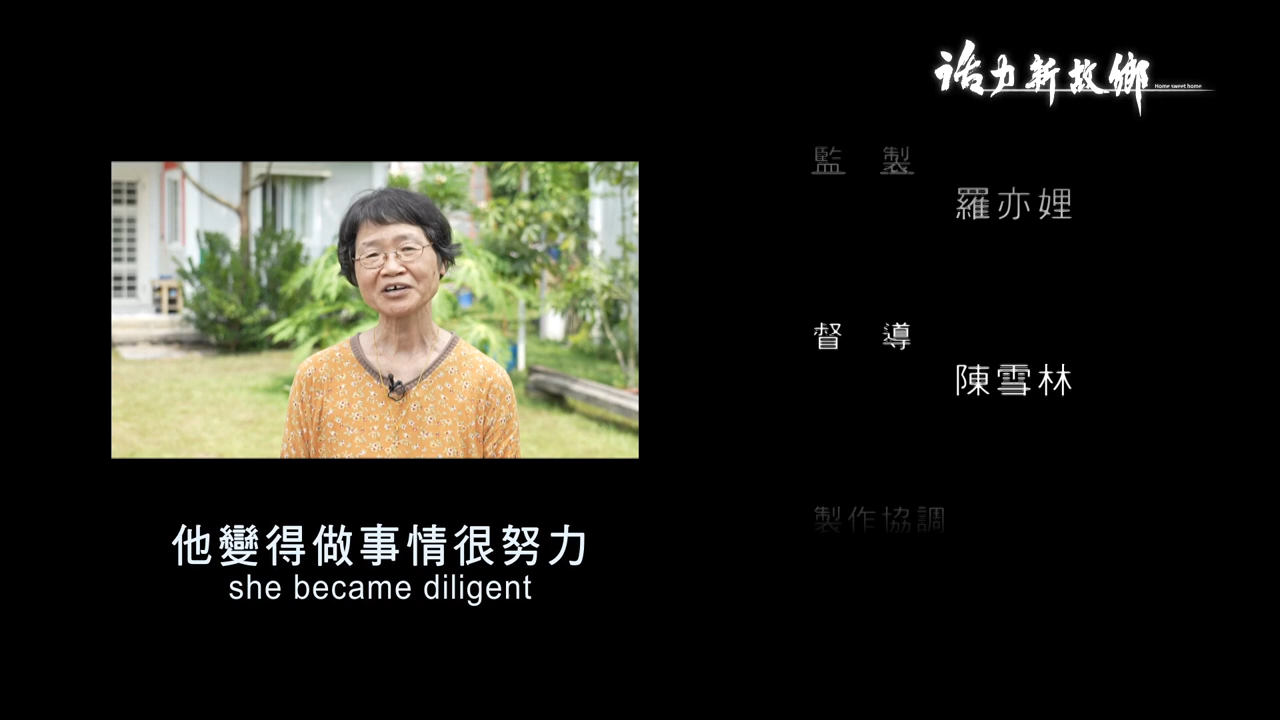 活力新故鄉
Home sweet home
監 製
羅亦娌
督 導
陳雪林
製作協調
他變得做事情很努力
she became diligent